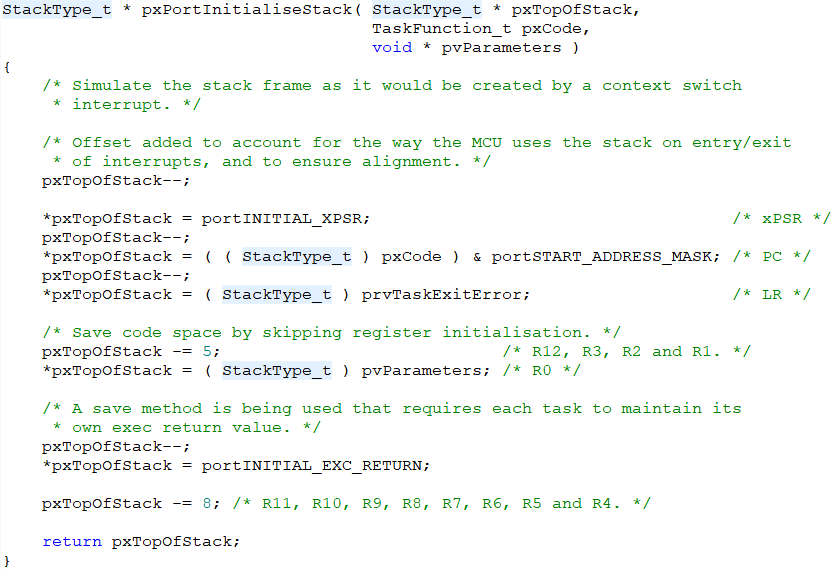 StackType_t * pxPortInitialiseStack( StackType_t * pxTopOfStack,
TaskFunction_t pxCode,
void * pvParameters )
{
/* Simulate the stack frame as it would be created by a context switch
* interrupt. */
/* Offset added to account for the way the MCU uses the stack on entry/exit
* of interrupts, and to ensure alignment. */
pxTopOfStack--;
*pxTopOfStack = portINITIAL_XPSR; /* xPSR */
pxTopOfStack--;
*pxTopOfStack = ( ( StackType_t ) pxCode ) & portSTART_ADDRESS_MASK; /* PC */
pxTopOfStack--;
*pxTopOfStack = ( StackType_t ) prvTaskExitError; /* LR */
/* Save code space by skipping register initialisation. */
pxTopOfStack -= 5; /* R12, R3, R2 and R1. */
*pxTopOfStack = ( StackType_t ) pvParameters; /* R0 */
/* A save method is being used that requires each task to maintain its
* own exec return value. */
pxTopOfStack--;
*pxTopOfStack = portINITIAL_EXC_RETURN;
pxTopOfStack -= 8; /* R11, R10, R9, R8, R7, R6, R5 and R4. */
return pxTopOfStack;
}